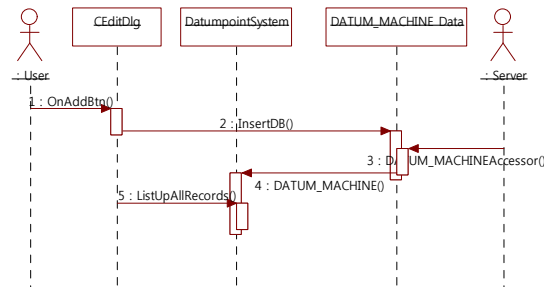 CEditDlg
DatumpointSystem
DATUM_MACHINE Data
: User
: Server
1 : OnAddBtn()
2 : InsertDB()
3 : DATUM_MACHINEAccessor()
4 : DATUM_MACHINE()
5 : ListUpAllRecords()